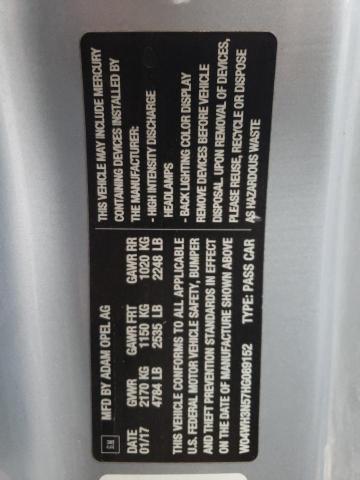 GM
MFD BY ADAM OPEL AG
DATE GVWR GAWR FRT GAWR RR
01/17 2170 KG 1150 KG 1020 KG
4784 LB 2535 LB 2248 LB
THIS VEHICLE CONFORMS TO ALL APPLICABLE
U.S. FEDERAL MOTOR VEHICLE SAFETY, BUMPER
AND THEFT PREVENTION STANDARDS IN EFFECT
ON THE DATE OF MANUFACTURE SHOWN ABOVE
W04WH3N57HG089152 TYPE: PASS CAR
THIS VEHICLE MAY INCLUDE MERCURY
CONTAINING DEVICES INSTALLED BY
THE MANUFACTURER:
- HIGH INTENSITY DISCHARGE
HEADLAMPS
- BACK LIGHTING COLOR DISPLAY
REMOVE DEVICES BEFORE VEHICLE
DISPOSAL. UPON REMOVAL OF DEVICES,
PLEASE REUSE, RECYCLE OR DISPOSE
AS HAZARDOUS WASTE